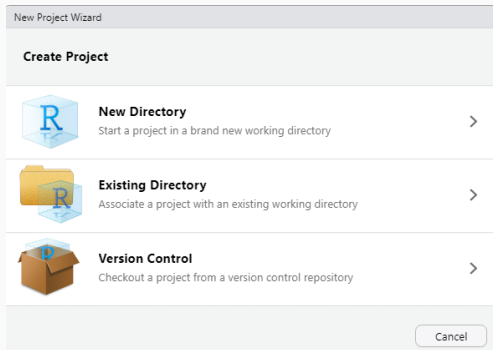 New Project Wizard
Create Project
R
New Directory
Start a project in a brand new working directory
R
Existing Directory
Associate a project with an existing working directory
R
Version Control
Checkout a project from a version control repository
Cancel